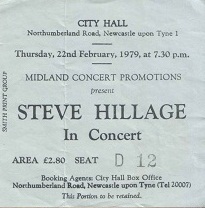 CITY HALL
Northumberland Road, Newcastle upon Tyne 1
Thursday, 22nd February, 1979, at 7.30 p.m.
MIDLAND CONCERT PROMOTIONS
present
STEVE HILLAGE
In Concert
AREA £2.80 SEAT D 12
Booking Agents: City Hall Box Office
Northumberland Road, Newcastle upon Tyne (Tel 20007)
This Portion to be retained.
SMITH PRINT GROUP